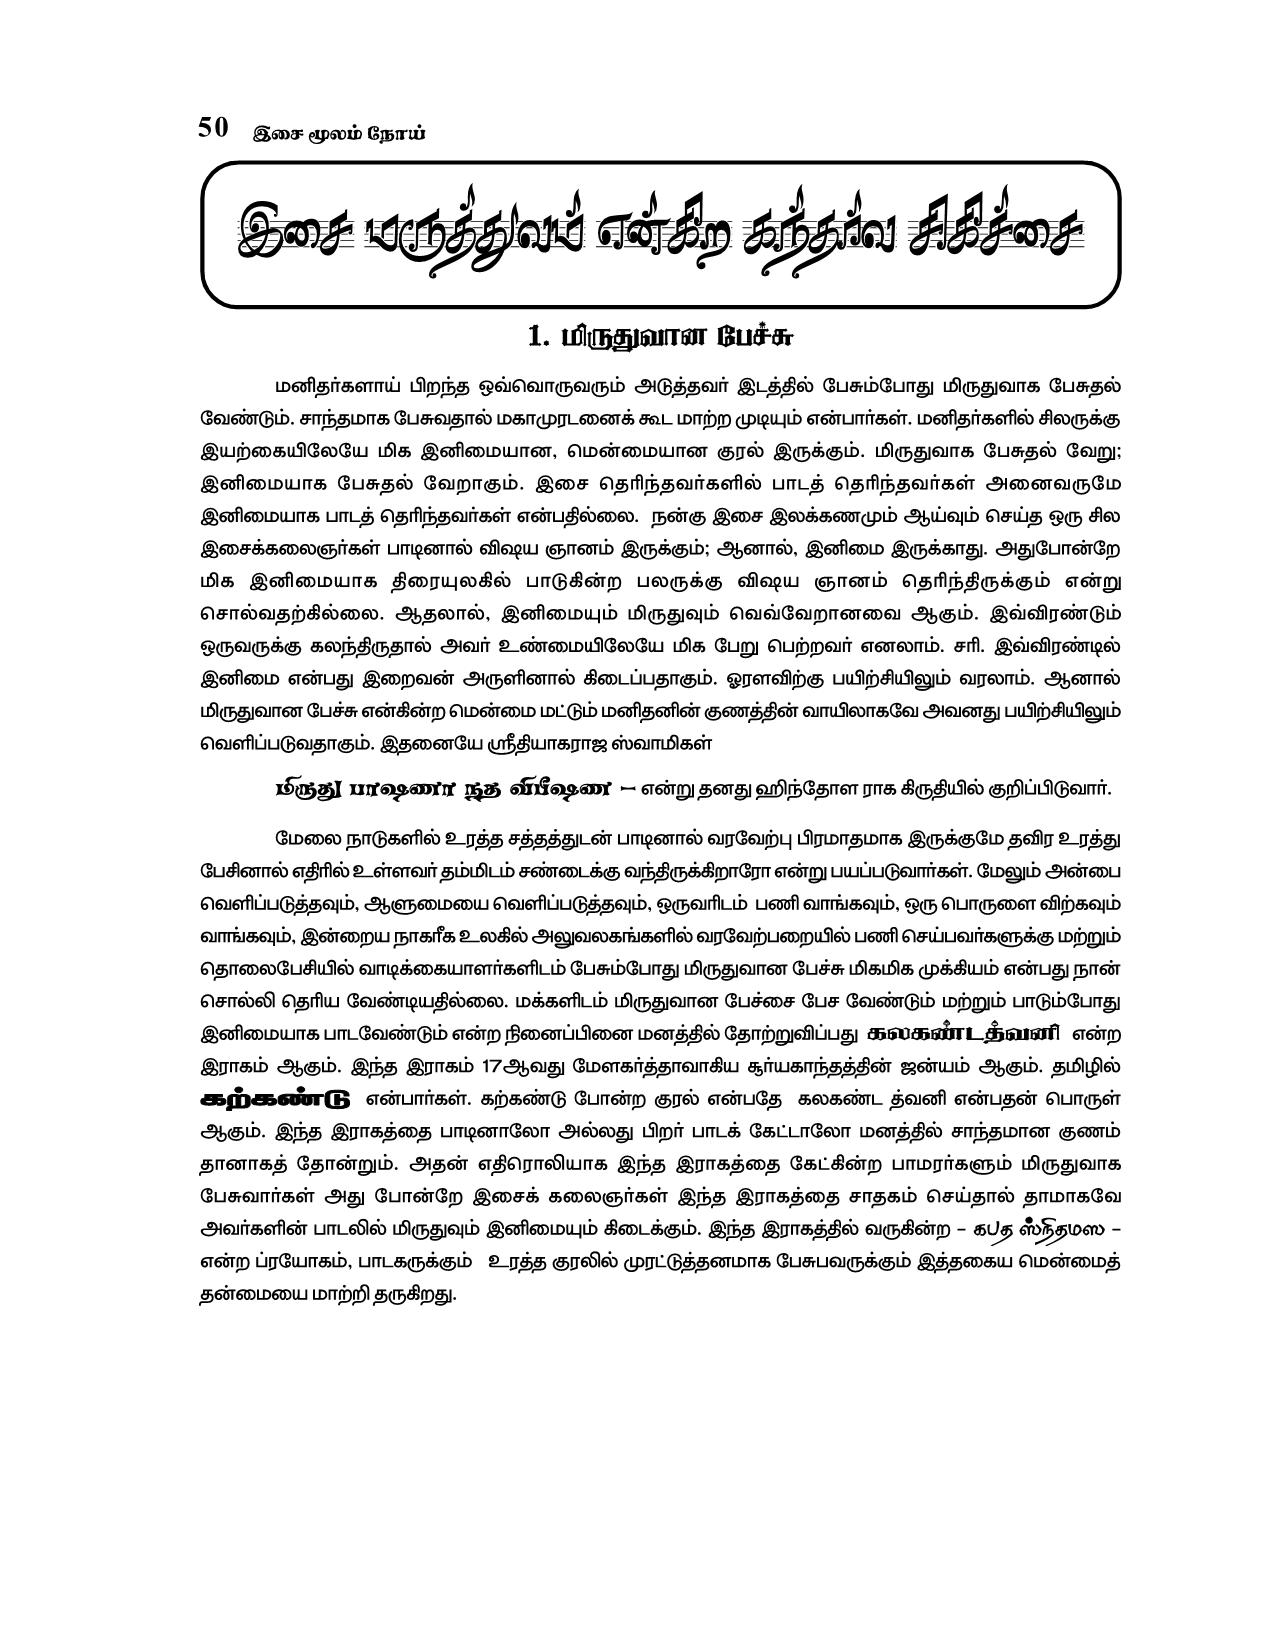 50 இசை மூலம் நோய்
இசை மருத்துவம் என்கிற கந்தர்வ சிகிச்சை
1. மிருதுவான பேச்சு
மனிதர்களாய் பிறந்த ஒவ்வொருவரும் அடுத்தவர் இடத்தில் பேசும்போது மிருதுவாக பேசுதல்
வேண்டும். சாந்தமாக பேசுவதால் மகாமுரடனைக் கூட மாற்ற முடியும் என்பார்கள். மனிதர்களில் சிலருக்கு
இயற்கையிலேயே மிக இனிமையான, மென்மையான குரல் இருக்கும். மிருதுவாக பேசுதல் வேறு;
இனிமையாக பேசுதல் வேறாகும். இசை தெரிந்தவர்களில் பாடத் தெரிந்தவர்கள் அனைவருமே
இனிமையாக பாடத் தெரிந்தவர்கள் என்பதில்லை. நன்கு இசை இலக்கணமும் ஆய்வும் செய்த ஒரு சில
இசைக்கலைஞர்கள் பாடினால் விஷய ஞானம் இருக்கும்; ஆனால், இனிமை இருக்காது. அதுபோன்றே
மிக இனிமையாக திரையுலகில் பாடுகின்ற பலருக்கு விஷய ஞானம் தெரிந்திருக்கும் என்று
சொல்வதற்கில்லை. ஆதலால், இனிமையும் மிருதுவும் வெவ்வேறானவை ஆகும். இவ்விரண்டும்
ஒருவருக்கு கலந்திருதால் அவர் உண்மையிலேயே மிக பேறு பெற்றவர் எனலாம். சரி. இவ்விரண்டில்
இனிமை என்பது இறைவன் அருளினால் கிடைப்பதாகும். ஓரளவிற்கு பயிற்சியிலும் வரலாம். ஆனால்
மிருதுவான பேச்சு என்கின்ற மென்மை மட்டும் மனிதனின் குணத்தின் வாயிலாகவே அவனது பயிற்சியிலும்
வெளிப்படுவதாகும். இதனையே ஸ்ரீதியாகராஜ ஸ்வாமிகள்
மிருது பாஷணா நத விபீஷண – என்று தனது ஹிந்தோள ராக கிருதியில் குறிப்பிடுவார்.
மேலை நாடுகளில் உரத்த சத்தத்துடன் பாடினால் வரவேற்பு பிரமாதமாக இருக்குமே தவிர உரத்து
பேசினால் எதிரில் உள்ளவர் தம்மிடம் சண்டைக்கு வந்திருக்கிறாரோ என்று பயப்படுவார்கள். மேலும் அன்பை
வெளிப்படுத்தவும், ஆளுமையை வெளிப்படுத்தவும், ஒருவரிடம் பணி வாங்கவும், ஒரு பொருளை விற்கவும்
வாங்கவும், இன்றைய நாகரீக உலகில் அலுவலகங்களில் வரவேற்பறையில் பணி செய்பவர்களுக்கு மற்றும்
தொலைபேசியில் வாடிக்கையாளர்களிடம் பேசும்போது மிருதுவான பேச்சு மிகமிக முக்கியம் என்பது நான்
சொல்லி தெரிய வேண்டியதில்லை. மக்களிடம் மிருதுவான பேச்சை பேச வேண்டும் மற்றும் பாடும்போது
இனிமையாக பாடவேண்டும் என்ற நினைப்பினை மனத்தில் தோற்றுவிப்பது கலகண்டத்வனி என்ற
இராகம் ஆகும். இந்த இராகம் 17ஆவது மேளகர்த்தாவாகிய சூர்யகாந்தத்தின் ஜன்யம் ஆகும். தமிழில்
கற்கண்டு என்பார்கள். கற்கண்டு போன்ற குரல் என்பதே கலகண்ட த்வனி என்பதன் பொருள்
ஆகும். இந்த இராகத்தை பாடினாலோ அல்லது பிறர் பாடக் கேட்டாலோ மனத்தில் சாந்தமான குணம்
தானாகத் தோன்றும். அதன் எதிரொலியாக இந்த இராகத்தை கேட்கின்ற பாமரர்களும் மிருதுவாக
பேசுவார்கள் அது போன்றே இசைக் கலைஞர்கள் இந்த இராகத்தை சாதகம் செய்தால் தாமாகவே
அவர்களின் பாடலில் மிருதுவும் இனிமையும் கிடைக்கும். இந்த இராகத்தில் வருகின்ற – கபத ஸ்நிதமஸ –
என்ற ப்ரயோகம், பாடகருக்கும் உரத்த குரலில் முரட்டுத்தனமாக பேசுபவருக்கும் இத்தகைய மென்மைத்
தன்மையை மாற்றி தருகிறது.